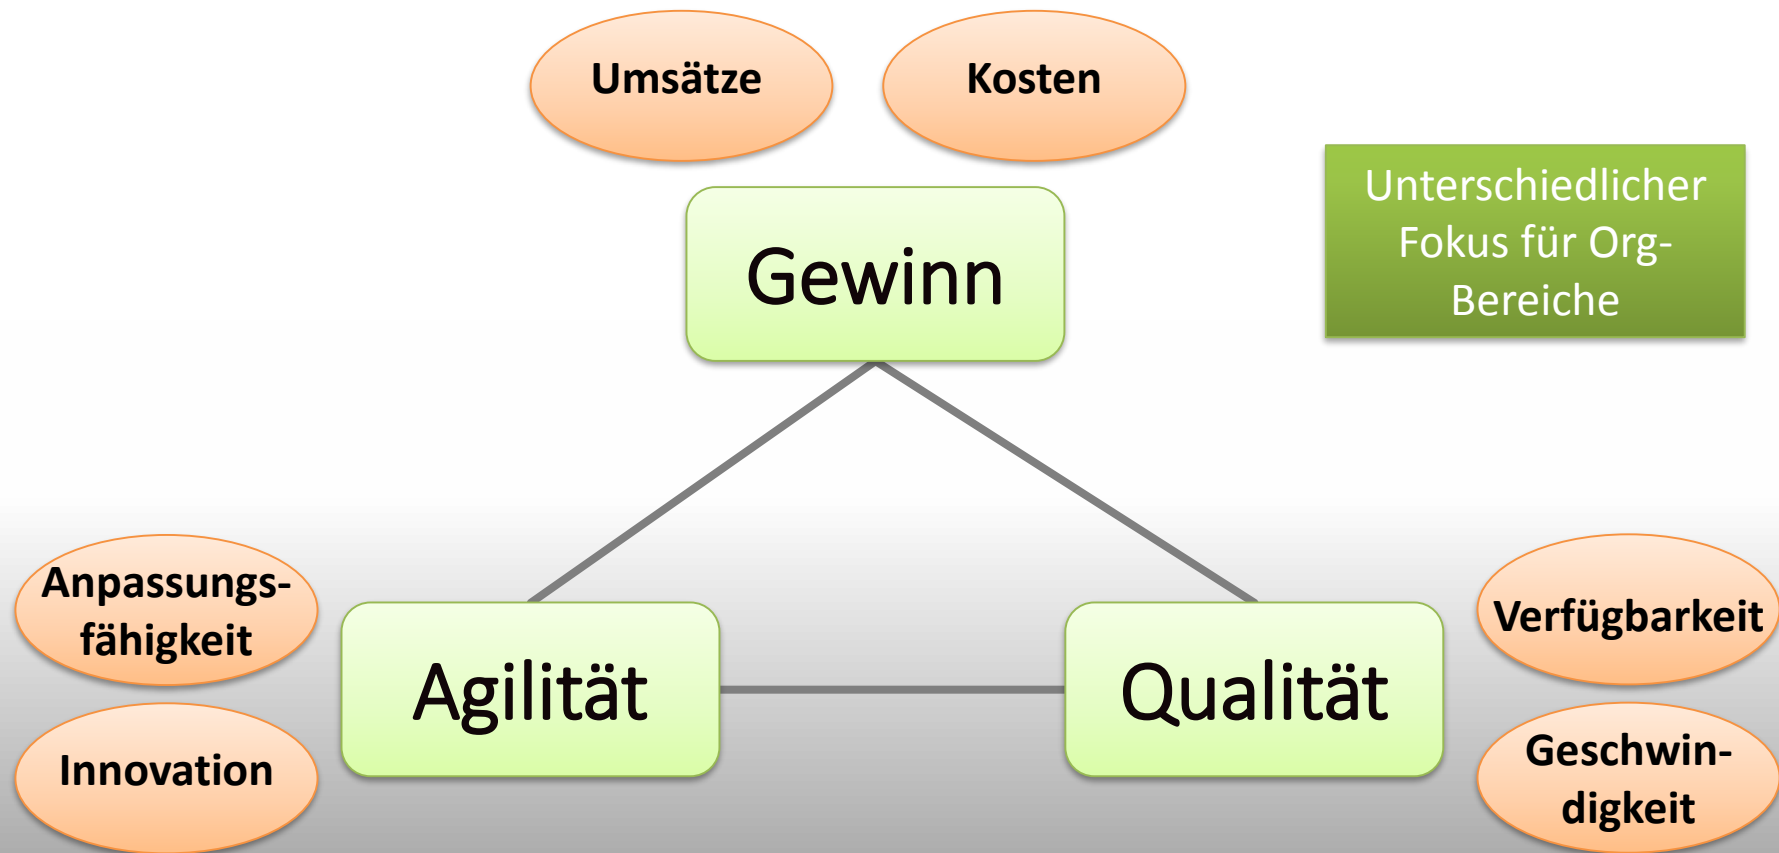 Umsätze
Kosten
Unterschiedlicher
Fokus für Org-
Bereiche
Gewinn
Anpassungs-
fähigkeit
Agilität
Innovation
Qualität
Verfügbarkeit
Geschwin-
digkeit